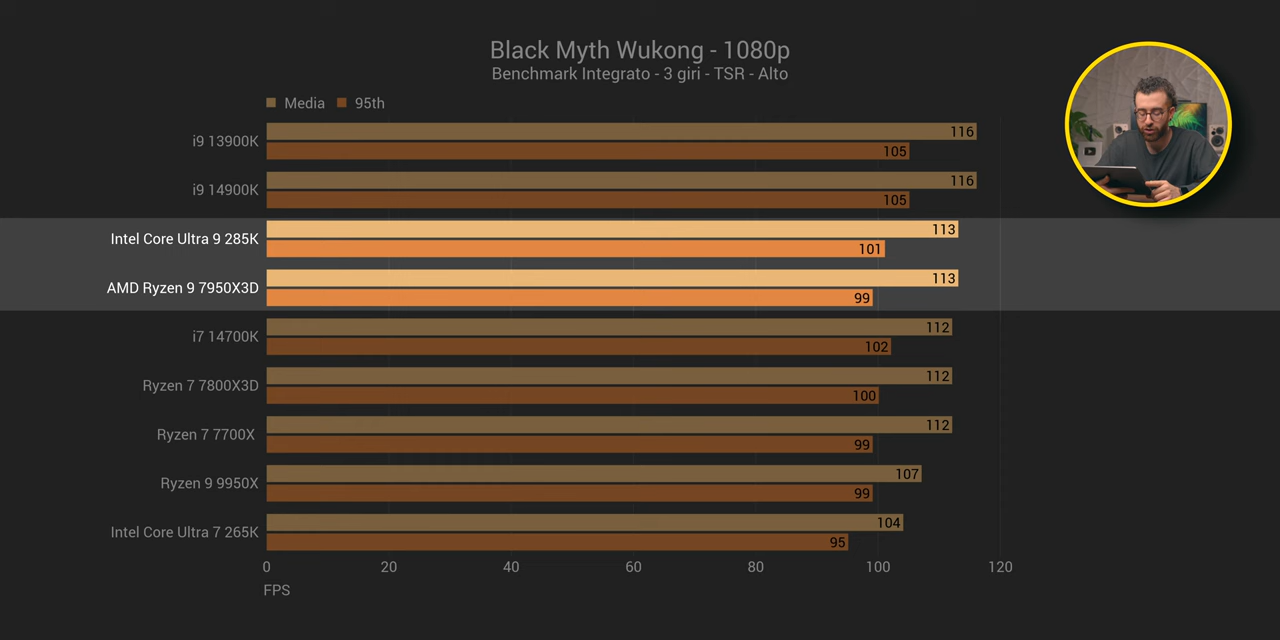 Black Myth Wukong - 1080p
Benchmark Integrato - 3 giri - TSR - Alto
Media 95th
i9 13900K 116
105
i9 14900K 116
105
Intel Core Ultra 9 285K 113
101
AMD Ryzen 9 7950X3D 113
99
i7 14700K 112
102
Ryzen 7 7800X3D 112
100
Ryzen 7 7700X 112
99
Ryzen 9 9950X 107
99
Intel Core Ultra 7 265K 104
95
0 20 40 60 80 100 120
FPS